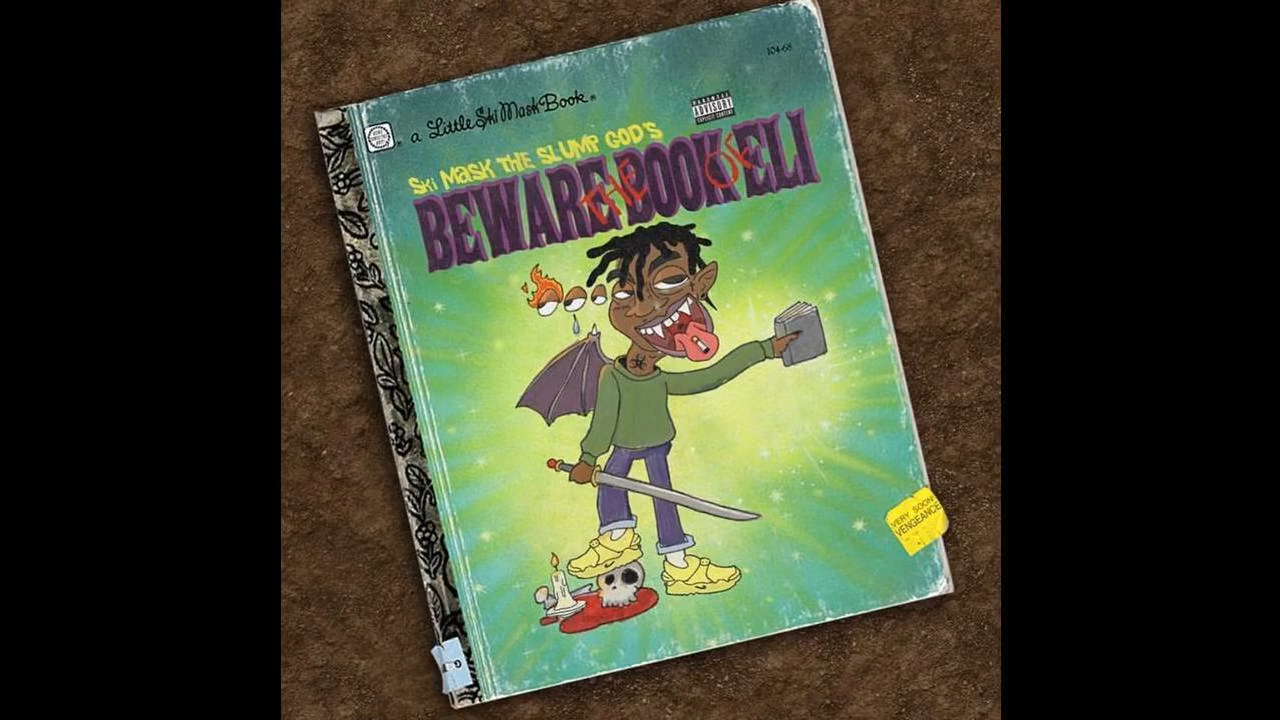 104-68
a Little Ski Mask Book®
PARENTAL
ADVISORY
EXPLICIT CONTENT
Ski MASK THE SLUMP GOD'S
BEWARE THE BOOK OF ELI
VERY SOON!
VENGEANCE